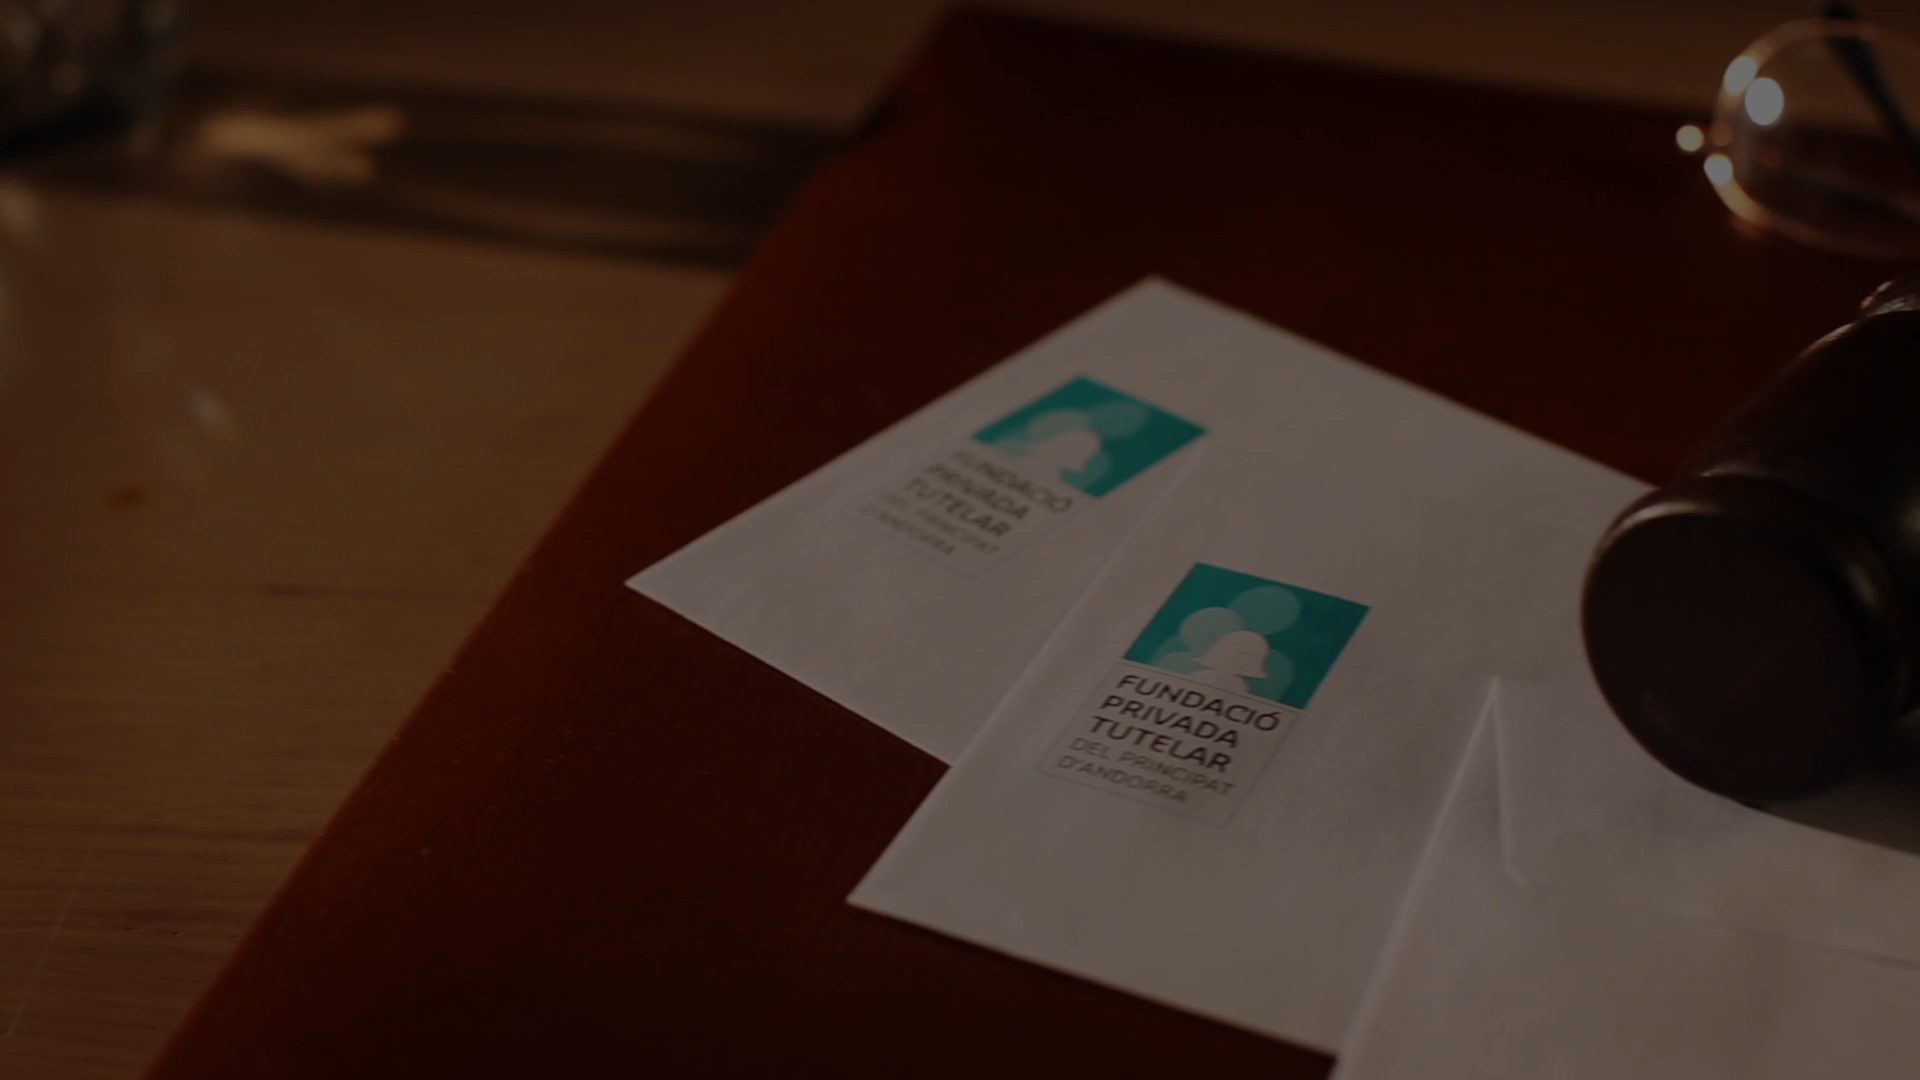 FUNDACIÓ
PRIVADA
TUTELAR
DEL PRINCIPAT
D'ANDORRA
FUNDACIÓ
PRIVADA
TUTELAR
DEL PRINCIPAT
D'ANDORRA